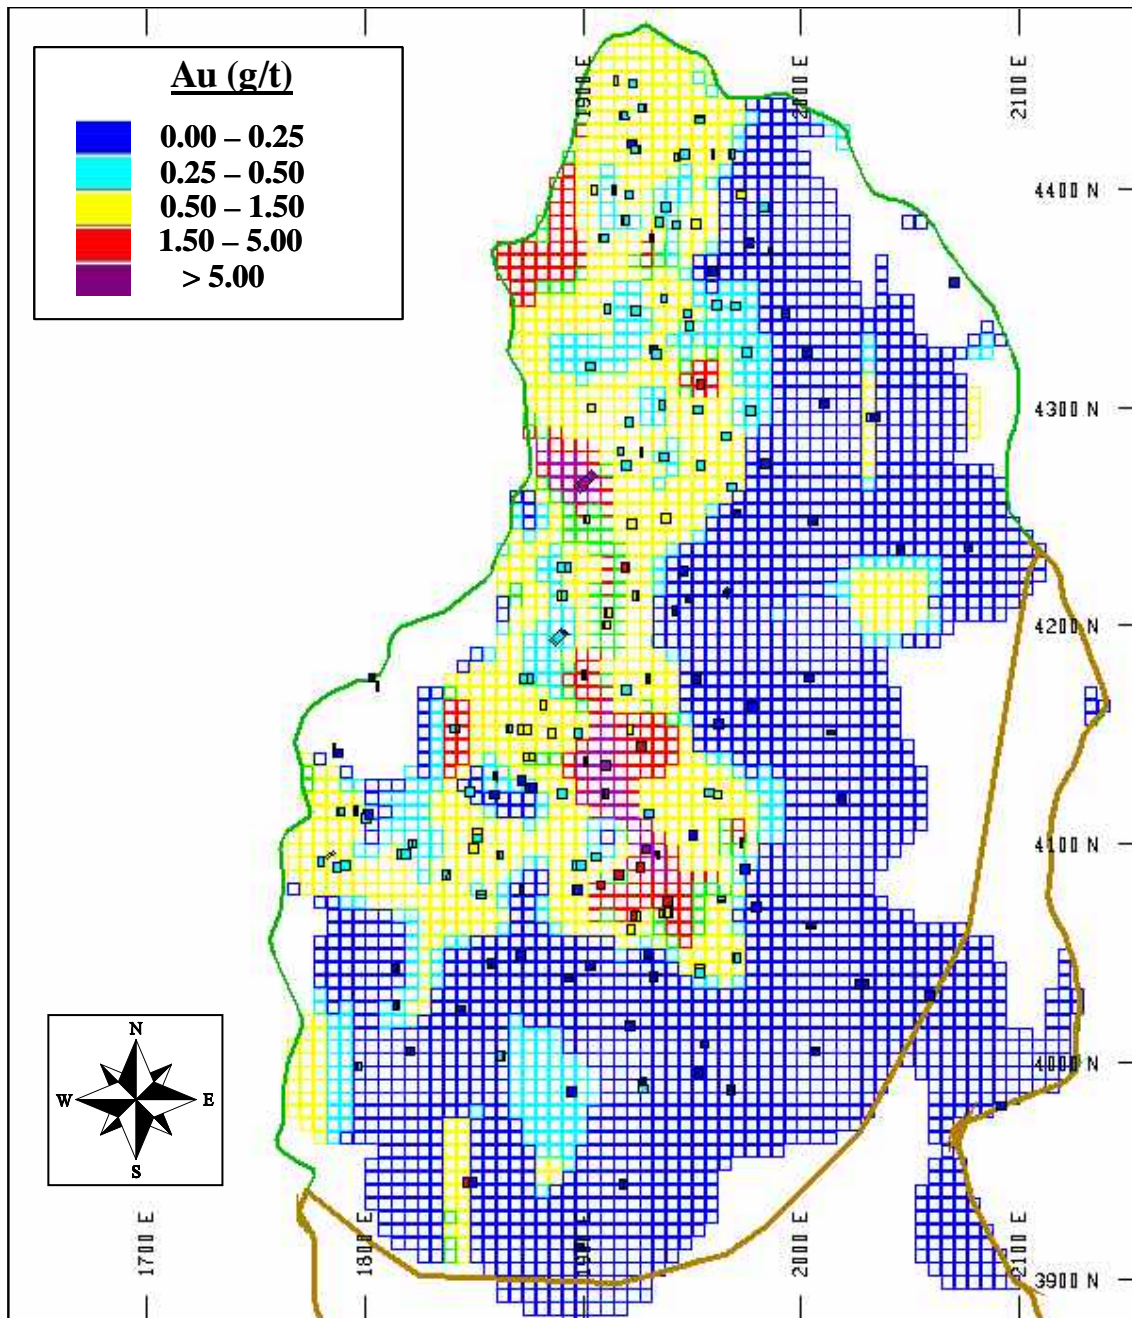 Au (g/t)
0.00 – 0.25
0.25 – 0.50
0.50 – 1.50
1.50 – 5.00
> 5.00
1900 E
2000 E
2100 E
4400 N
4300 N
4200 N
4100 N
4000 N
3900 N
N
W
E
S
1700 E
1800 E
1900 E
2000 E
2100 E